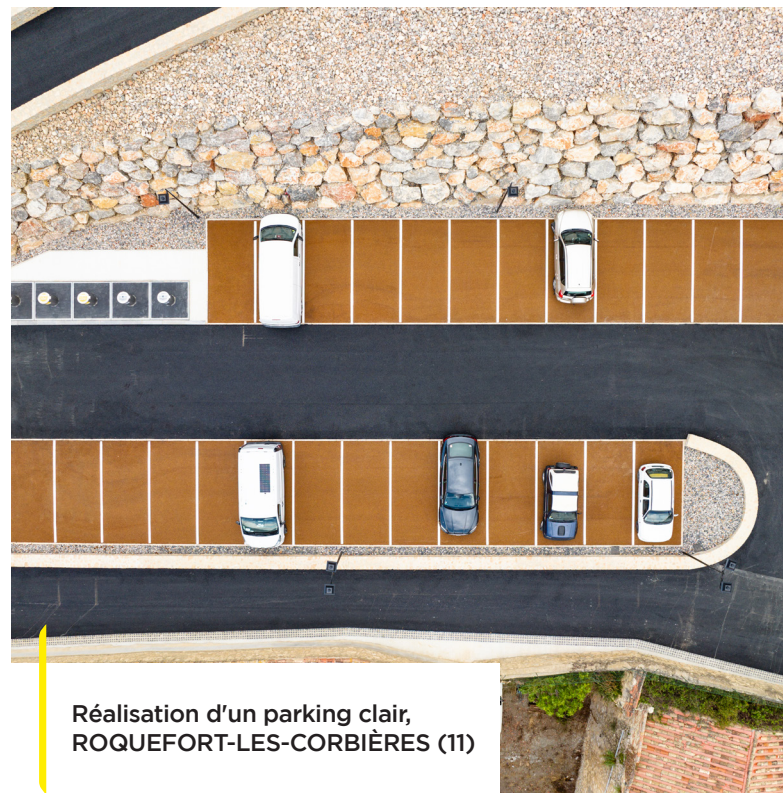 Réalisation d'un parking clair,
ROQUEFORT-LES-CORBIÈRES (11)